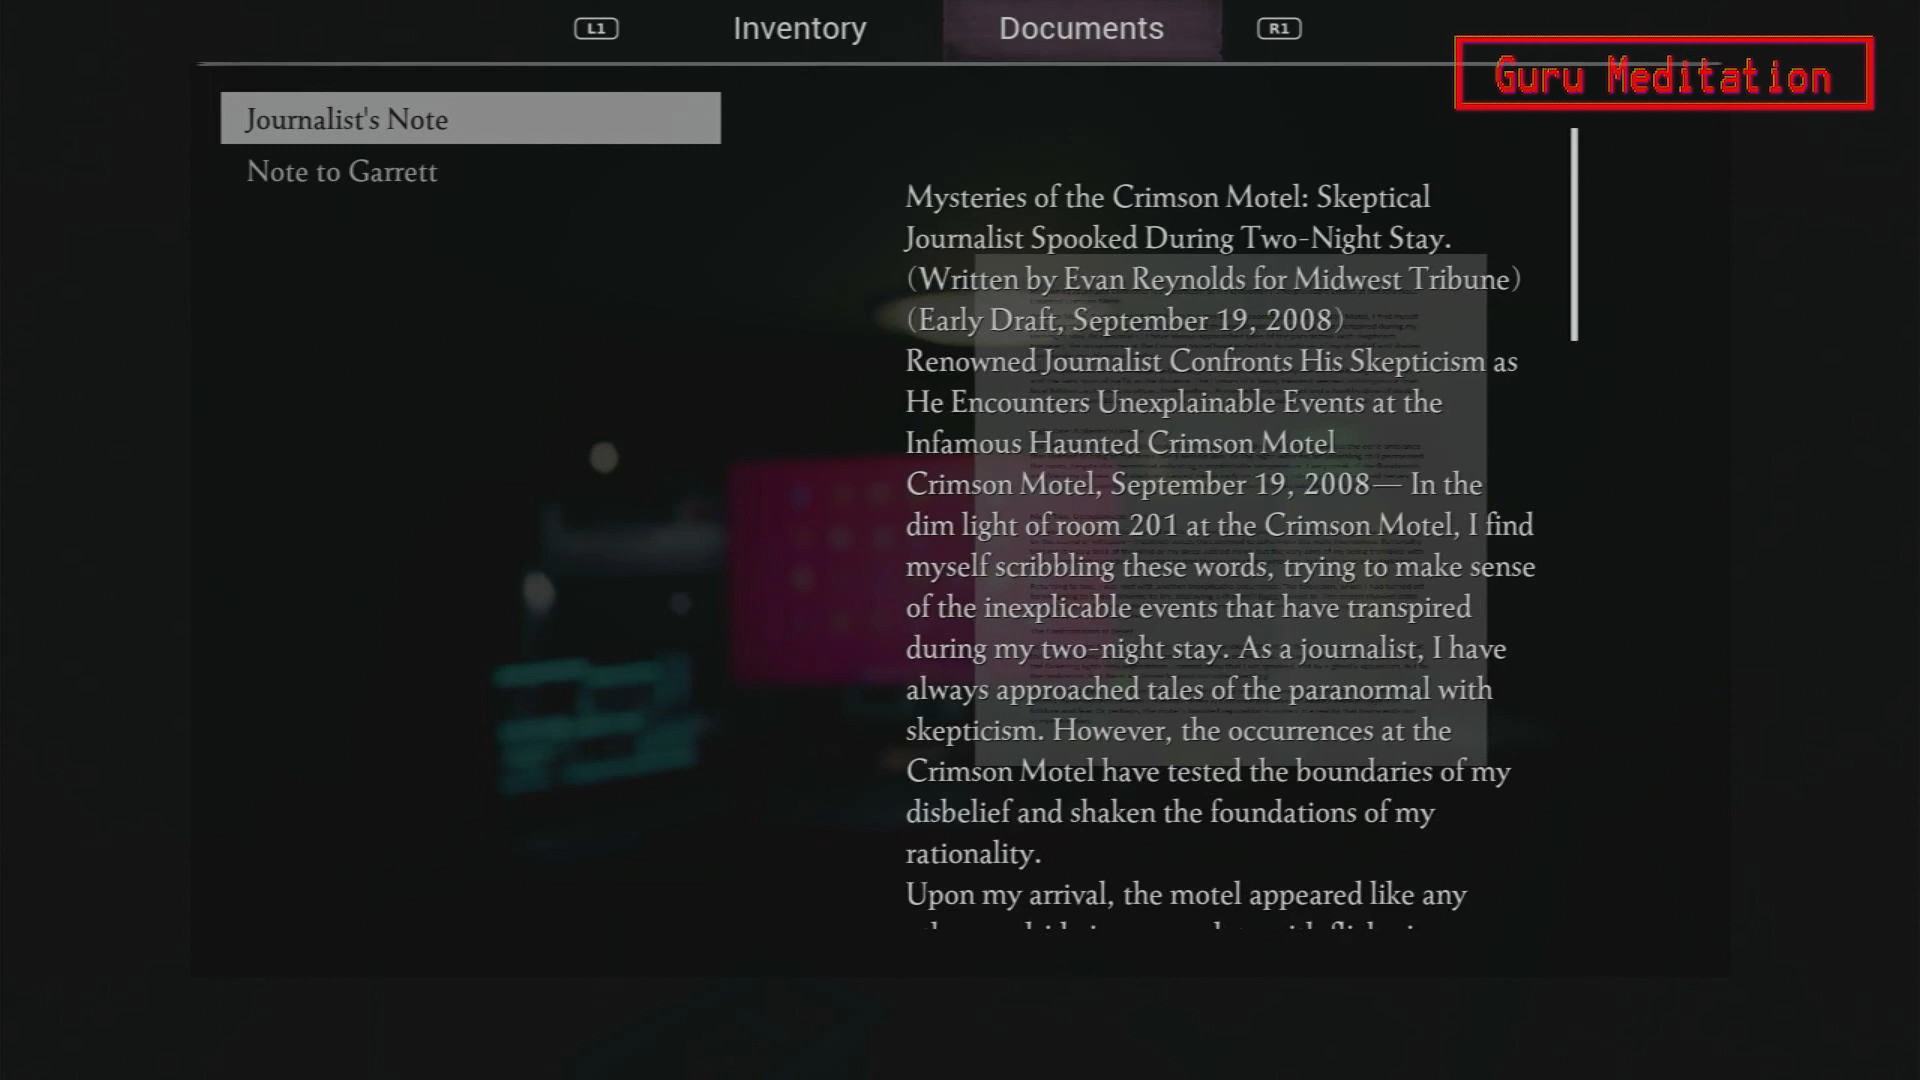 L1 Inventory Documents R1
Guru Meditation
Journalist's Note
Note to Garrett
Mysteries of the Crimson Motel: Skeptical
Journalist Spooked During Two-Night Stay.
(Written by Evan Reynolds for Midwest Tribune)
(Early Draft, September 19, 2008)
Renowned Journalist Confronts His Skepticism as
He Encounters Unexplainable Events at the
Infamous Haunted Crimson Motel
Crimson Motel, September 19, 2008— In the
dim light of room 201 at the Crimson Motel, I find
myself scribbling these words, trying to make sense
of the inexplicable events that have transpired
during my two-night stay. As a journalist, I have
always approached tales of the paranormal with
skepticism. However, the occurrences at the
Crimson Motel have tested the boundaries of my
disbelief and shaken the foundations of my
rationality.
Upon my arrival, the motel appeared like any